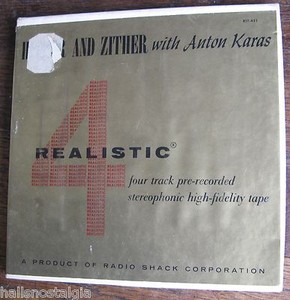 AND ZITHER with Anton Karas
4
REALISTIC®
four track pre-recorded
stereophonic high-fidelity tape
A PRODUCT OF RADIO SHACK CORPORATION
hallsnostalgia